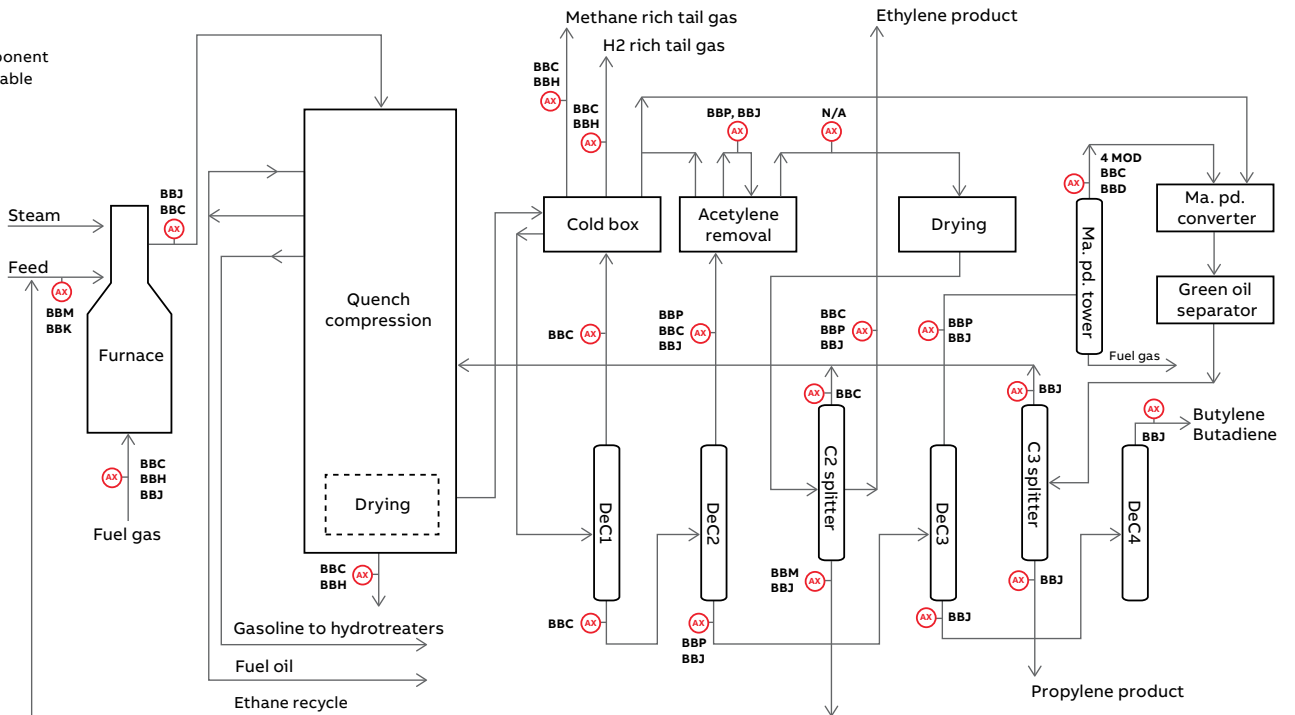 Methane rich tail gas
Ethylene product
H2 rich tail gas
able
BBC
BBH
AX
BBC
BBH
AX
BBP, BBJ
AX
N/A
AX
4 MOD
BBC
BBD
AX
BBJ
BBC
AX
Steam
Feed
AX
BBM
BBK
Furnace
Quench
compression
Cold box
Acetylene
removal
Drying
Ma. pd. tower
Ma. pd.
converter
Green oil
separator
Fuel gas
BBC AX
BBP
BBC
BBJ
AX
BBC
BBP
BBJ
AX
AX
BBP
BBJ
AX BBC
AX BBJ
AX
BBJ
Butylene
Butadiene
AX
BBC
BBH
BBJ
Fuel gas
Drying
DeC1
DeC2
C2 splitter
DeC3
C3 splitter
DeC4
BBC
BBH
AX
BBC AX
AX
BBP
BBJ
BBM
BBJ
AX
AX BBJ
AX BBJ
Gasoline to hydrotreaters
Fuel oil
Ethane recycle
Propylene product